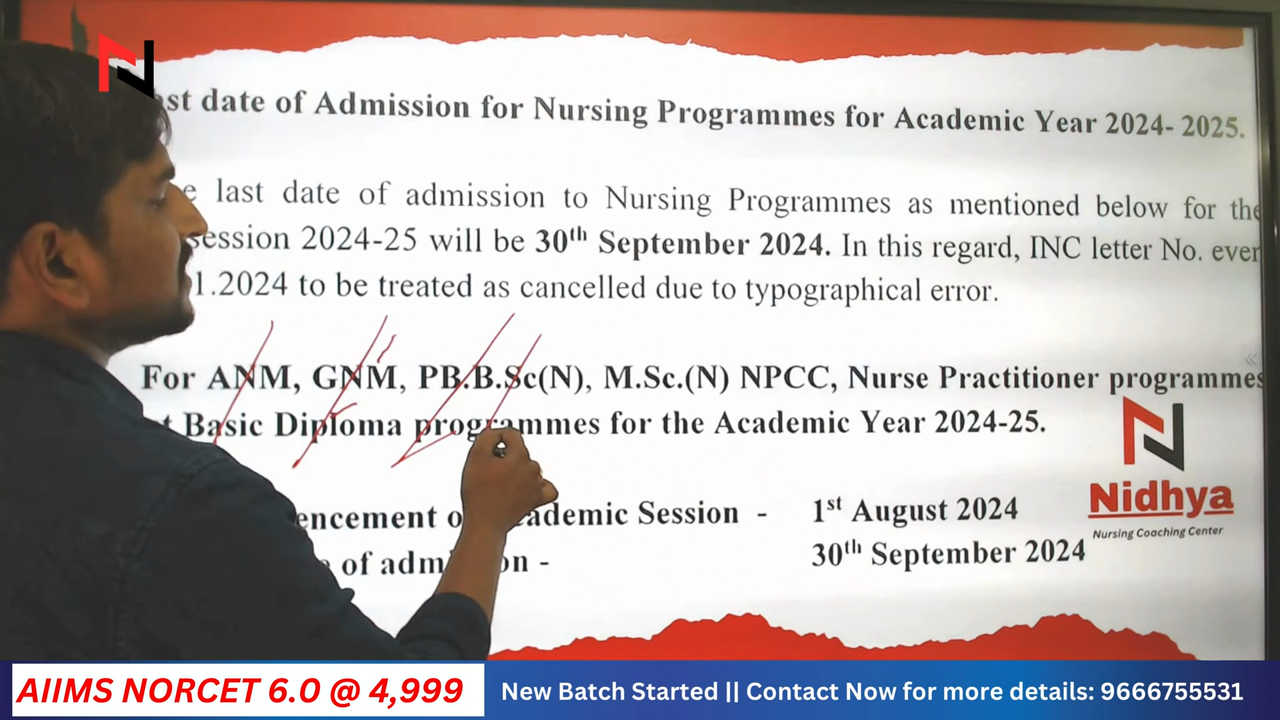 st date of Admission for Nursing Programmes for Academic Year 2024- 2025.
e last date of admission to Nursing Programmes as mentioned below for the
session 2024-25 will be 30th September 2024. In this regard, INC letter No. even
1.2024 to be treated as cancelled due to typographical error.
For ANM, GNM, PB.B.Sc(N), M.Sc.(N) NPCC, Nurse Practitioner programmes
t Basic Diploma programmes for the Academic Year 2024-25.
encement o ademic Session - 1st August 2024
of adm on - 30th September 2024
Nidhya
Nursing Coaching Center
AIIMS NORCET 6.0 @ 4,999
New Batch Started || Contact Now for more details: 9666755531